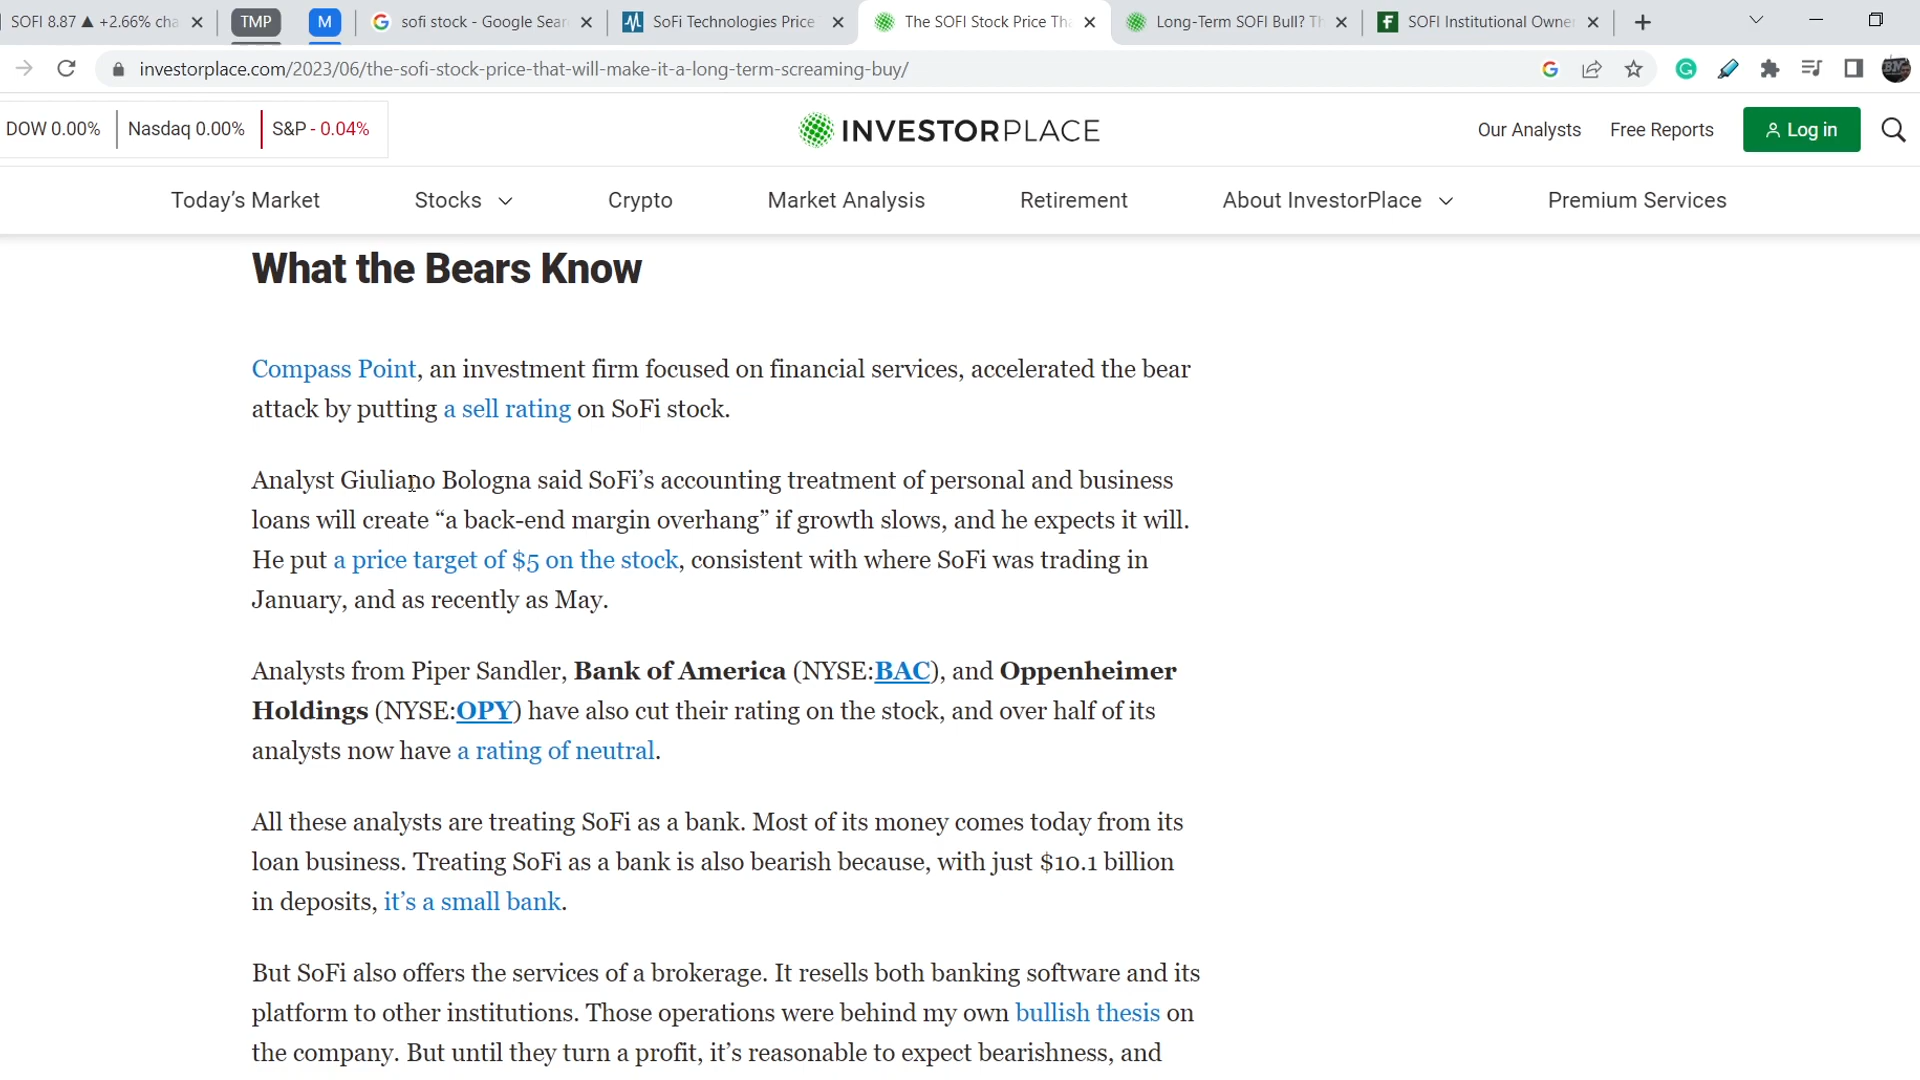 SOFI 8.87 ▲ +2.66% cha
TMP
M
sofi stock - Google Sear
SoFi Technologies Price
The SOFI Stock Price Tha
Long-Term SOFI Bull? Th
SOFI Institutional Owner
investorplace.com/2023/06/the-sofi-stock-price-that-will-make-it-a-long-term-screaming-buy/
DOW 0.00% Nasdaq 0.00% S&P - 0.04%
INVESTORPLACE
Our Analysts Free Reports Log in
Today's Market Stocks Crypto Market Analysis Retirement About InvestorPlace Premium Services
What the Bears Know
Compass Point, an investment firm focused on financial services, accelerated the bear
attack by putting a sell rating on SoFi stock.
Analyst Giuliano Bologna said SoFi’s accounting treatment of personal and business
loans will create “a back-end margin overhang” if growth slows, and he expects it will.
He put a price target of $5 on the stock, consistent with where SoFi was trading in
January, and as recently as May.
Analysts from Piper Sandler, Bank of America (NYSE:BAC), and Oppenheimer
Holdings (NYSE:OPY) have also cut their rating on the stock, and over half of its
analysts now have a rating of neutral.
All these analysts are treating SoFi as a bank. Most of its money comes today from its
loan business. Treating SoFi as a bank is also bearish because, with just $10.1 billion
in deposits, it’s a small bank.
But SoFi also offers the services of a brokerage. It resells both banking software and its
platform to other institutions. Those operations were behind my own bullish thesis on
the company. But until they turn a profit, it’s reasonable to expect bearishness, and